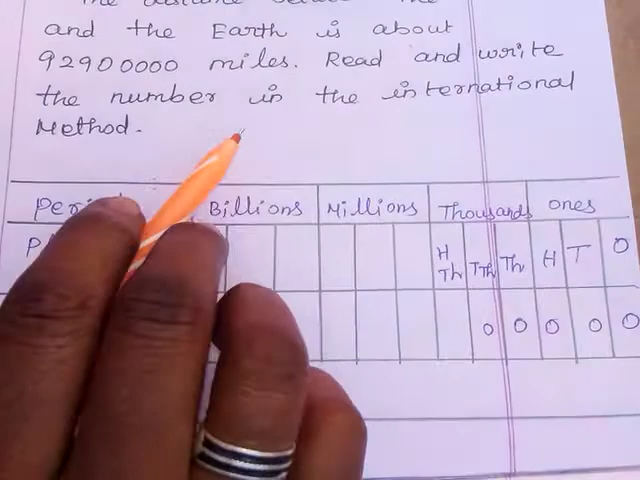 and the Earth is about
92900000 miles. Read and write
the number in the international
Method.
Billions Millions Thousands ones
H Th TTh Th H T O
0 0 0 0 0